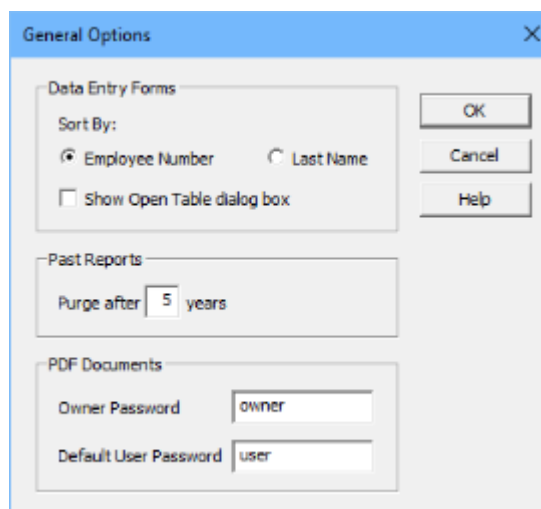 General Options
Data Entry Forms
Sort By:
Employee Number Last Name
Show Open Table dialog box
OK
Cancel
Help
Past Reports
Purge after 5 years
PDF Documents
Owner Password owner
Default User Password user